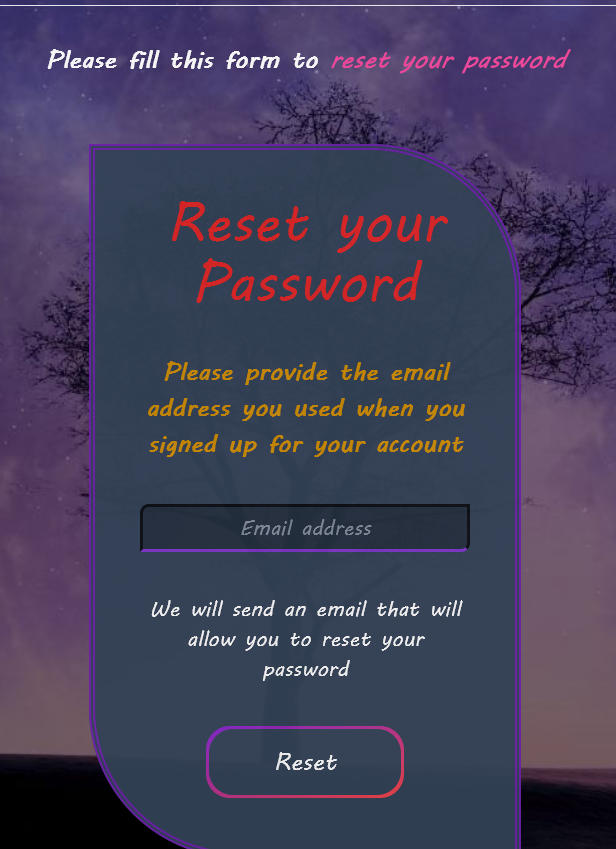 Please fill this form to reset your password
Reset your
Password
Please provide the email
address you used when you
signed up for your account
Email address
We will send an email that will
allow you to reset your
password
Reset